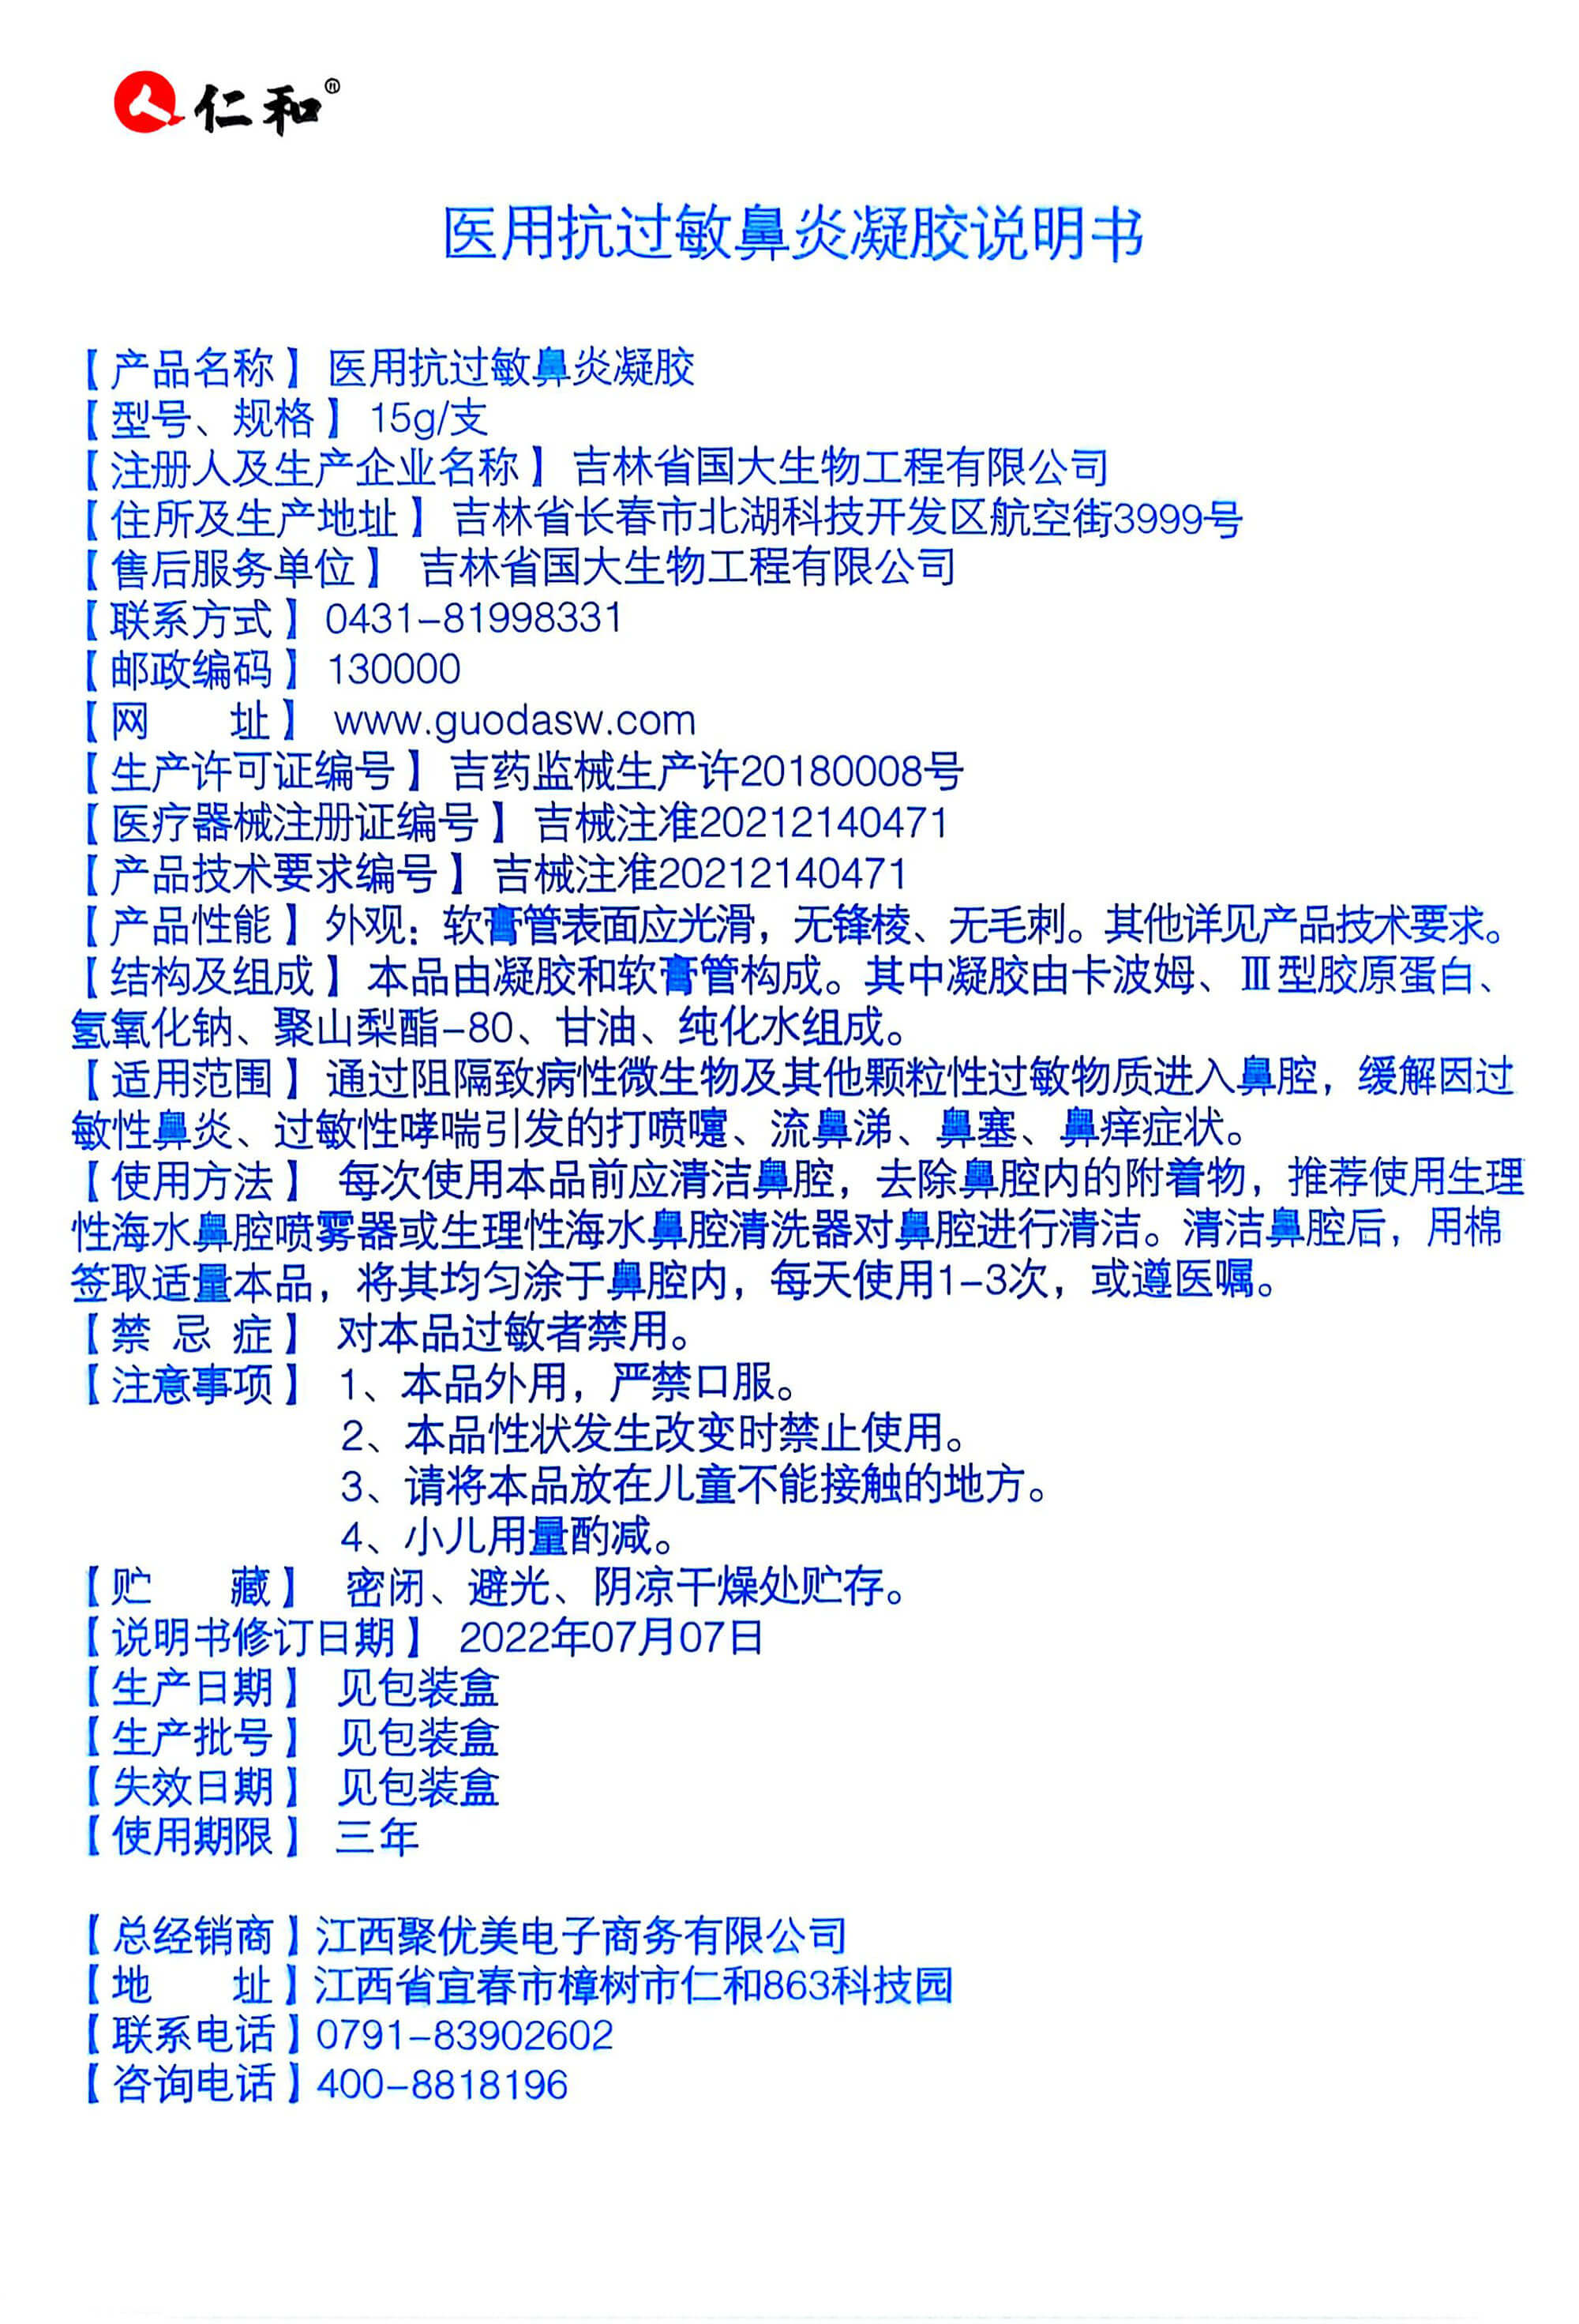 仁和®
医用抗过敏鼻炎凝胶说明书
【产品名称】 医用抗过敏鼻炎凝胶
【型号、规格】 15g/支
【注册人及生产企业名称】 吉林省国大生物工程有限公司
【住所及生产地址】 吉林省长春市北湖科技开发区航空街3999号
【售后服务单位】 吉林省国大生物工程有限公司
【联系方式】 0431-81998331
【邮政编码】 130000
【网 址】 www.guodasw.com
【生产许可证编号】 吉药监械生产许20180008号
【医疗器械注册证编号】 吉械注准20212140471
【产品技术要求编号】 吉械注准20212140471
【产品性能】 外观：软膏管表面应光滑，无锋棱、无毛刺。其他详见产品技术要求。
【结构及组成】 本品由凝胶和软膏管构成。其中凝胶由卡波姆、Ⅲ型胶原蛋白、
氢氧化钠、聚山梨酯-80、甘油、纯化水组成。
【适用范围】 通过阻隔致病性微生物及其他颗粒性过敏物质进入鼻腔，缓解因过
敏性鼻炎、过敏性哮喘引发的打喷嚏、流鼻涕、鼻塞、鼻痒症状。
【使用方法】 每次使用本品前应清洁鼻腔，去除鼻腔内的附着物，推荐使用生理
性海水鼻腔喷雾器或生理性海水鼻腔清洗器对鼻腔进行清洁。清洁鼻腔后，用棉
签取适量本品，将其均匀涂于鼻腔内，每天使用1-3次，或遵医嘱。
【禁 忌 症】 对本品过敏者禁用。
【注意事项】 1、本品外用，严禁口服。
2、本品性状发生改变时禁止使用。
3、请将本品放在儿童不能接触的地方。
4、小儿用量酌减。
【贮 藏】 密闭、避光、阴凉干燥处贮存。
【说明书修订日期】 2022年07月07日
【生产日期】 见包装盒
【生产批号】 见包装盒
【失效日期】 见包装盒
【使用期限】 三年
【总经销商】江西聚优美电子商务有限公司
【地 址】江西省宜春市樟树市仁和863科技园
【联系电话】0791-83902602
【咨询电话】400-8818196